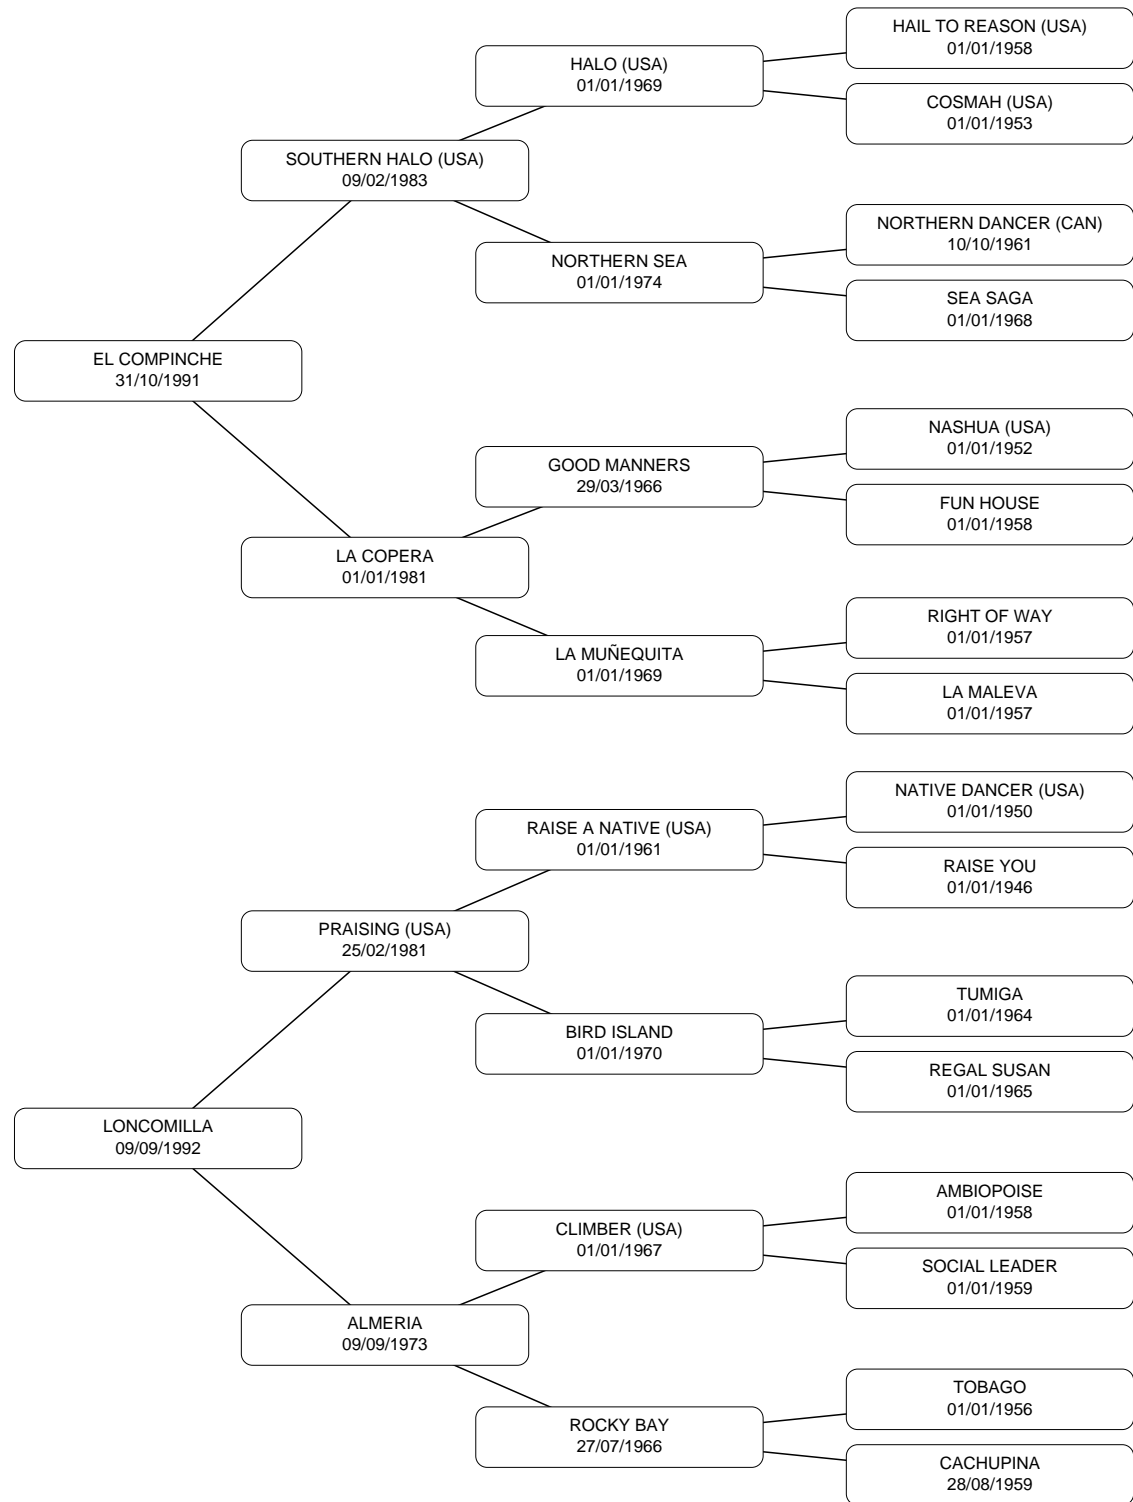 HAIL TO REASON (USA)
01/01/1958
HALO (USA)
01/01/1969
COSMAH (USA)
01/01/1953
SOUTHERN HALO (USA)
09/02/1983
NORTHERN DANCER (CAN)
10/10/1961
NORTHERN SEA
01/01/1974
SEA SAGA
01/01/1968
EL COMPINCHE
31/10/1991
NASHUA (USA)
01/01/1952
GOOD MANNERS
29/03/1966
FUN HOUSE
01/01/1958
LA COPERA
01/01/1981
RIGHT OF WAY
01/01/1957
LA MUÑEQUITA
01/01/1969
LA MALEVA
01/01/1957
NATIVE DANCER (USA)
01/01/1950
RAISE A NATIVE (USA)
01/01/1961
RAISE YOU
01/01/1946
PRAISING (USA)
25/02/1981
TUMIGA
01/01/1964
BIRD ISLAND
01/01/1970
REGAL SUSAN
01/01/1965
LONCOMILLA
09/09/1992
AMBIOPOISE
01/01/1958
CLIMBER (USA)
01/01/1967
SOCIAL LEADER
01/01/1959
ALMERIA
09/09/1973
TOBAGO
01/01/1956
ROCKY BAY
27/07/1966
CACHUPINA
28/08/1959